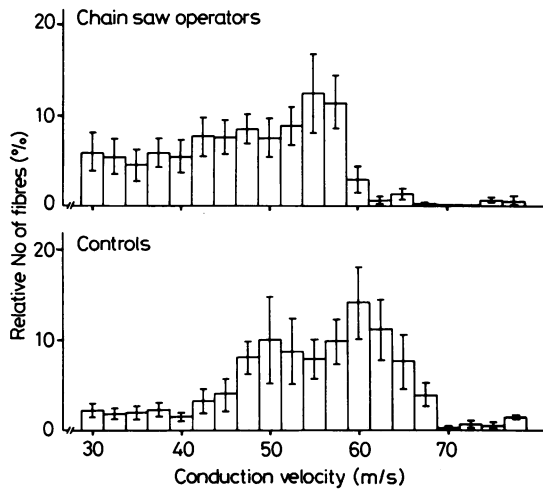 Chain saw operators
20
10
0
Controls
20
10
0
Relative No of fibres (%)
30 40 50 60 70
Conduction velocity (m/s)